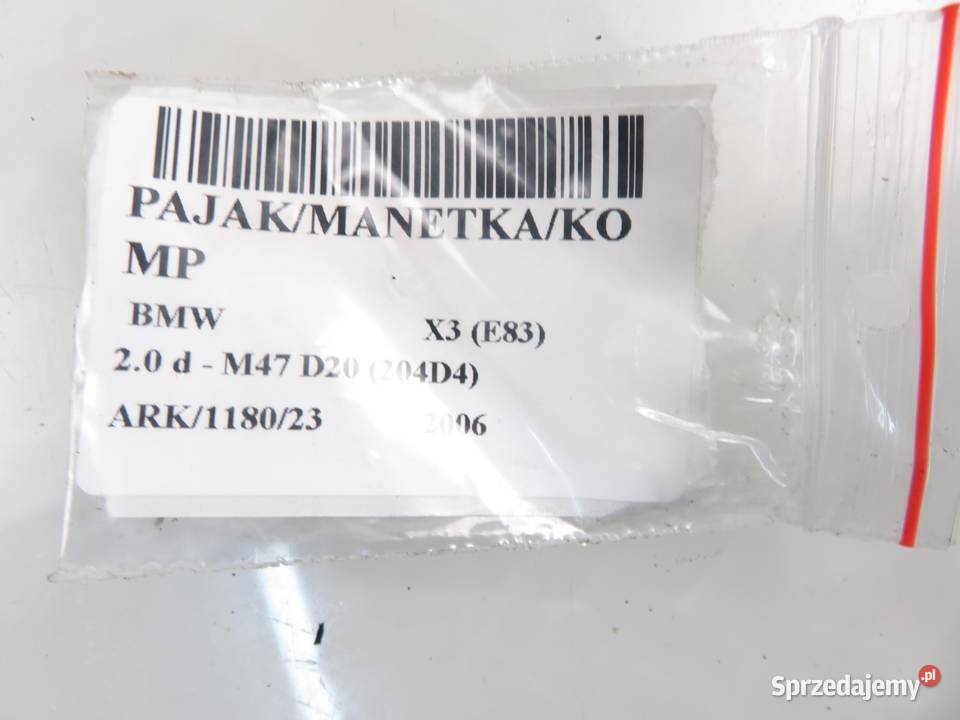 PAJAK/MANETKA/KO
MP
BMW X3 (E83)
2.0 d - M47 D20 (204D4)
ARK/1180/23 2006
Sprzedajemy.pl